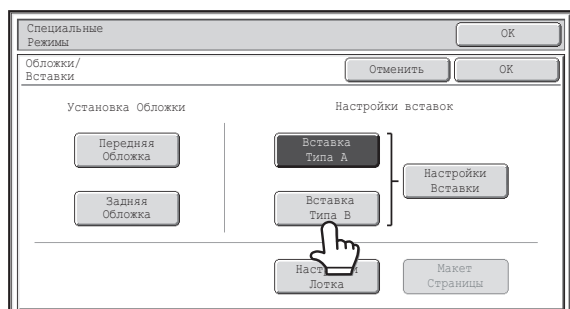 Специальные
Режимы
OK
Обложки/
Вставки
Отменить
OK
Установка Обложки
Настройки вставок
Передняя
Обложка
Вставка
Типа A
Настройки
Вставки
Задняя
Обложка
Вставка
Типа B
Лотка
Макет
Страницы